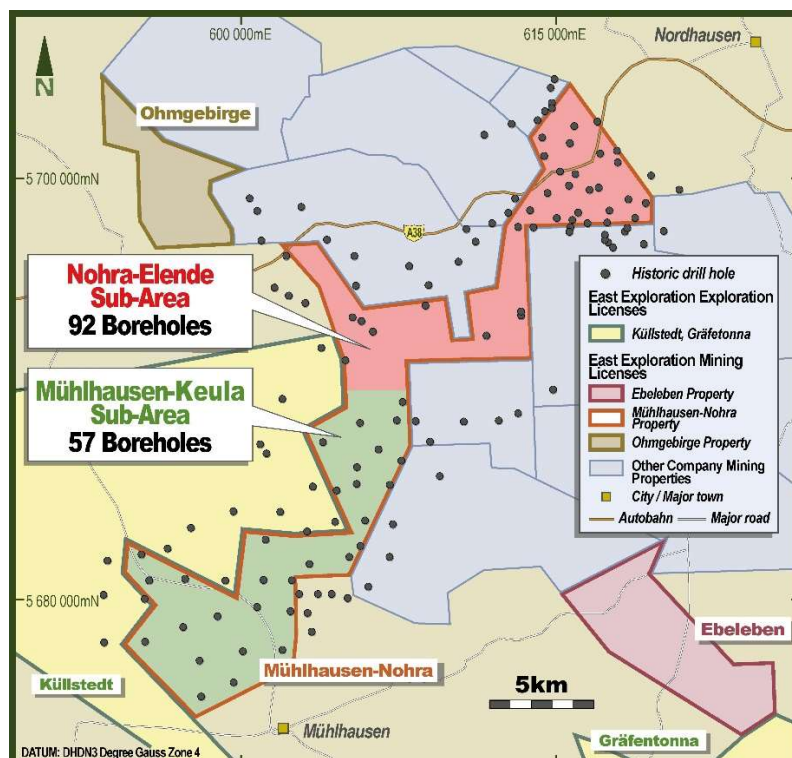 600 000mE
615 000mE
Nordhausen
N
Ohmgebirge
5 700 000mN
A38
Nohra-Elende
Sub-Area
92 Boreholes
Mühlhausen-Keula
Sub-Area
57 Boreholes
Historic drill hole
East Exploration Exploration
Licenses
Küllstedt, Gräfetonna
East Exploration Mining
Licenses
Ebeleben Property
Mühlhausen-Nohra
Property
Ohmgebirge Property
Other Company Mining
Properties
City / Major town
Autobahn
Major road
5 680 000mN
Ebeleben
Mühlhausen-Nohra
Küllstedt
5km
Mühlhausen
Gräfentonna
DATUM: DHDN3 Degree Gauss Zone 4